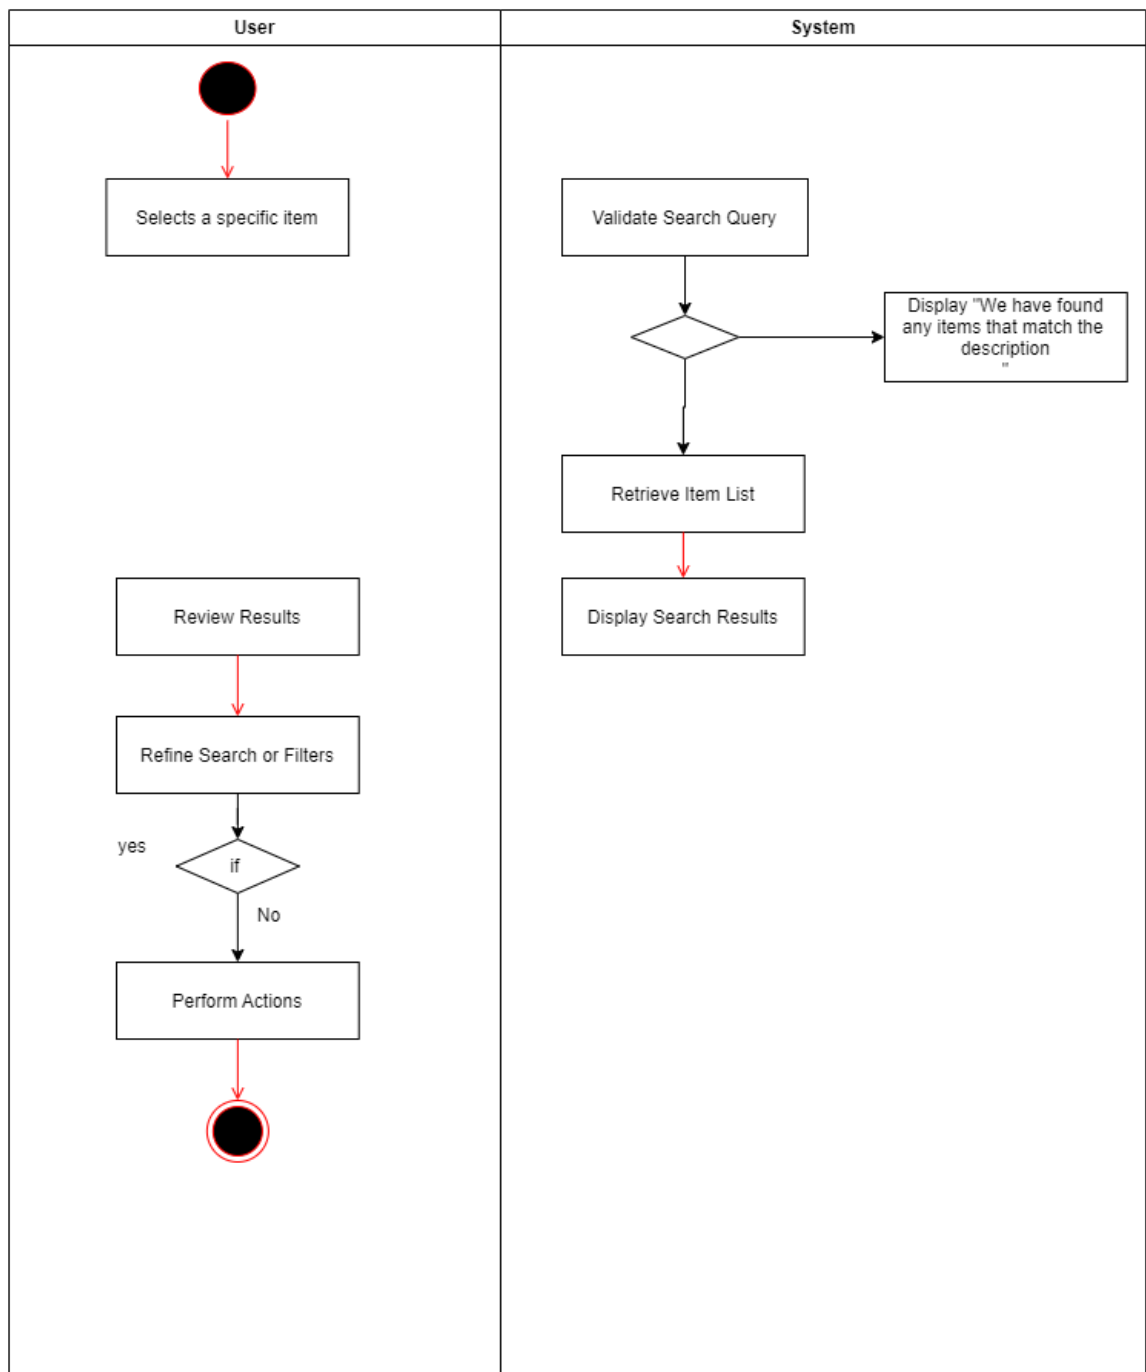 User
System
Selects a specific item
Validate Search Query
Display "We have found
any items that match the
description
"
Retrieve Item List
Review Results
Display Search Results
Refine Search or Filters
yes
if
No
Perform Actions